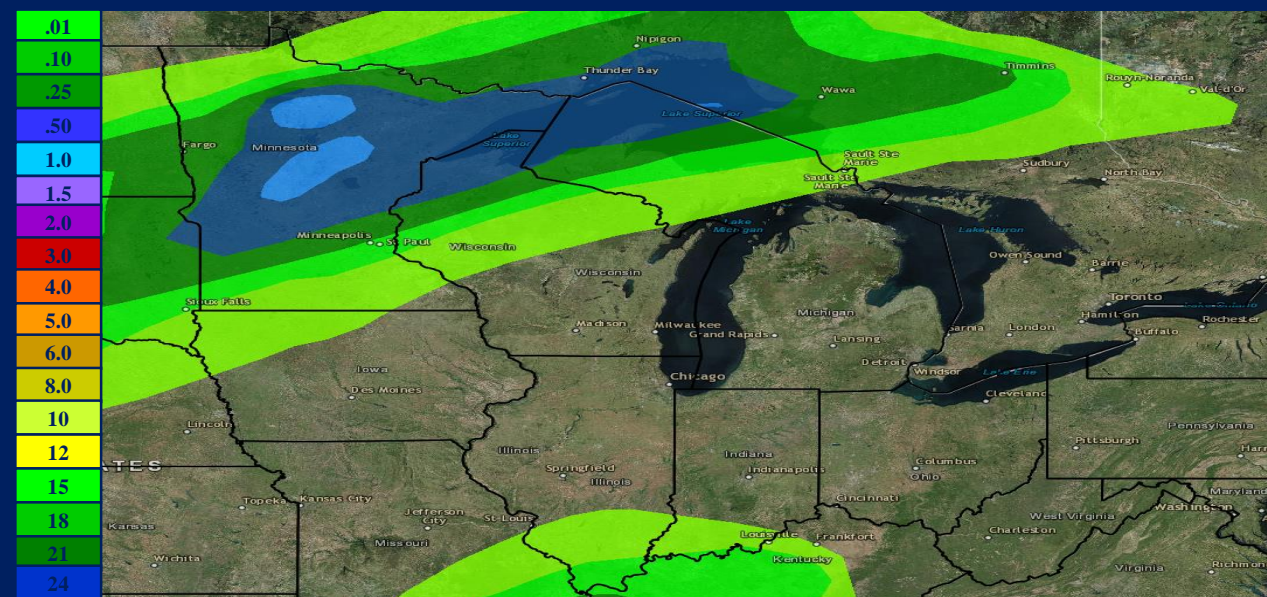 .01
.10
.25
.50
1.0
1.5
2.0
3.0
4.0
5.0
6.0
8.0
10
12
15
18
21
24
Nipigon
Thunder Bay
Timmins
Rouyn-Noranda
Val-d'Or
Wawa
Lake Superior
Fargo
Minnesota
Lake
Superior
Sault Ste
Marie
Sudbury
North Bay
Sault Ste
Marie
Minneapolis
St Paul
Wisconsin
Lake
Michigan
Lake Huron
Owen Sound
Barrie
Wisconsin
Sioux Falls
Toronto
Lake Ontario
Madison
Milwaukee
Grand Rapids
Michigan
Sarnia
London
Hamilton
Rochester
Buffalo
Lansing
Detroit
Windsor
Lake Erie
Iowa
Chicago
Des Moines
Cleveland
Lincoln
Pennsylvania
Pittsburgh
Harr
ATES
Illinois
Springfield
Illinois
Indiana
Indianapolis
Columbus
Ohio
Topeka
Kansas City
Cincinnati
Maryland
Washington
Kansas
Jefferson
City
St Louis
West Virginia
Charleston
Missouri
Louisville
Frankfort
Kentucky
Wichita
Virginia
Richmon